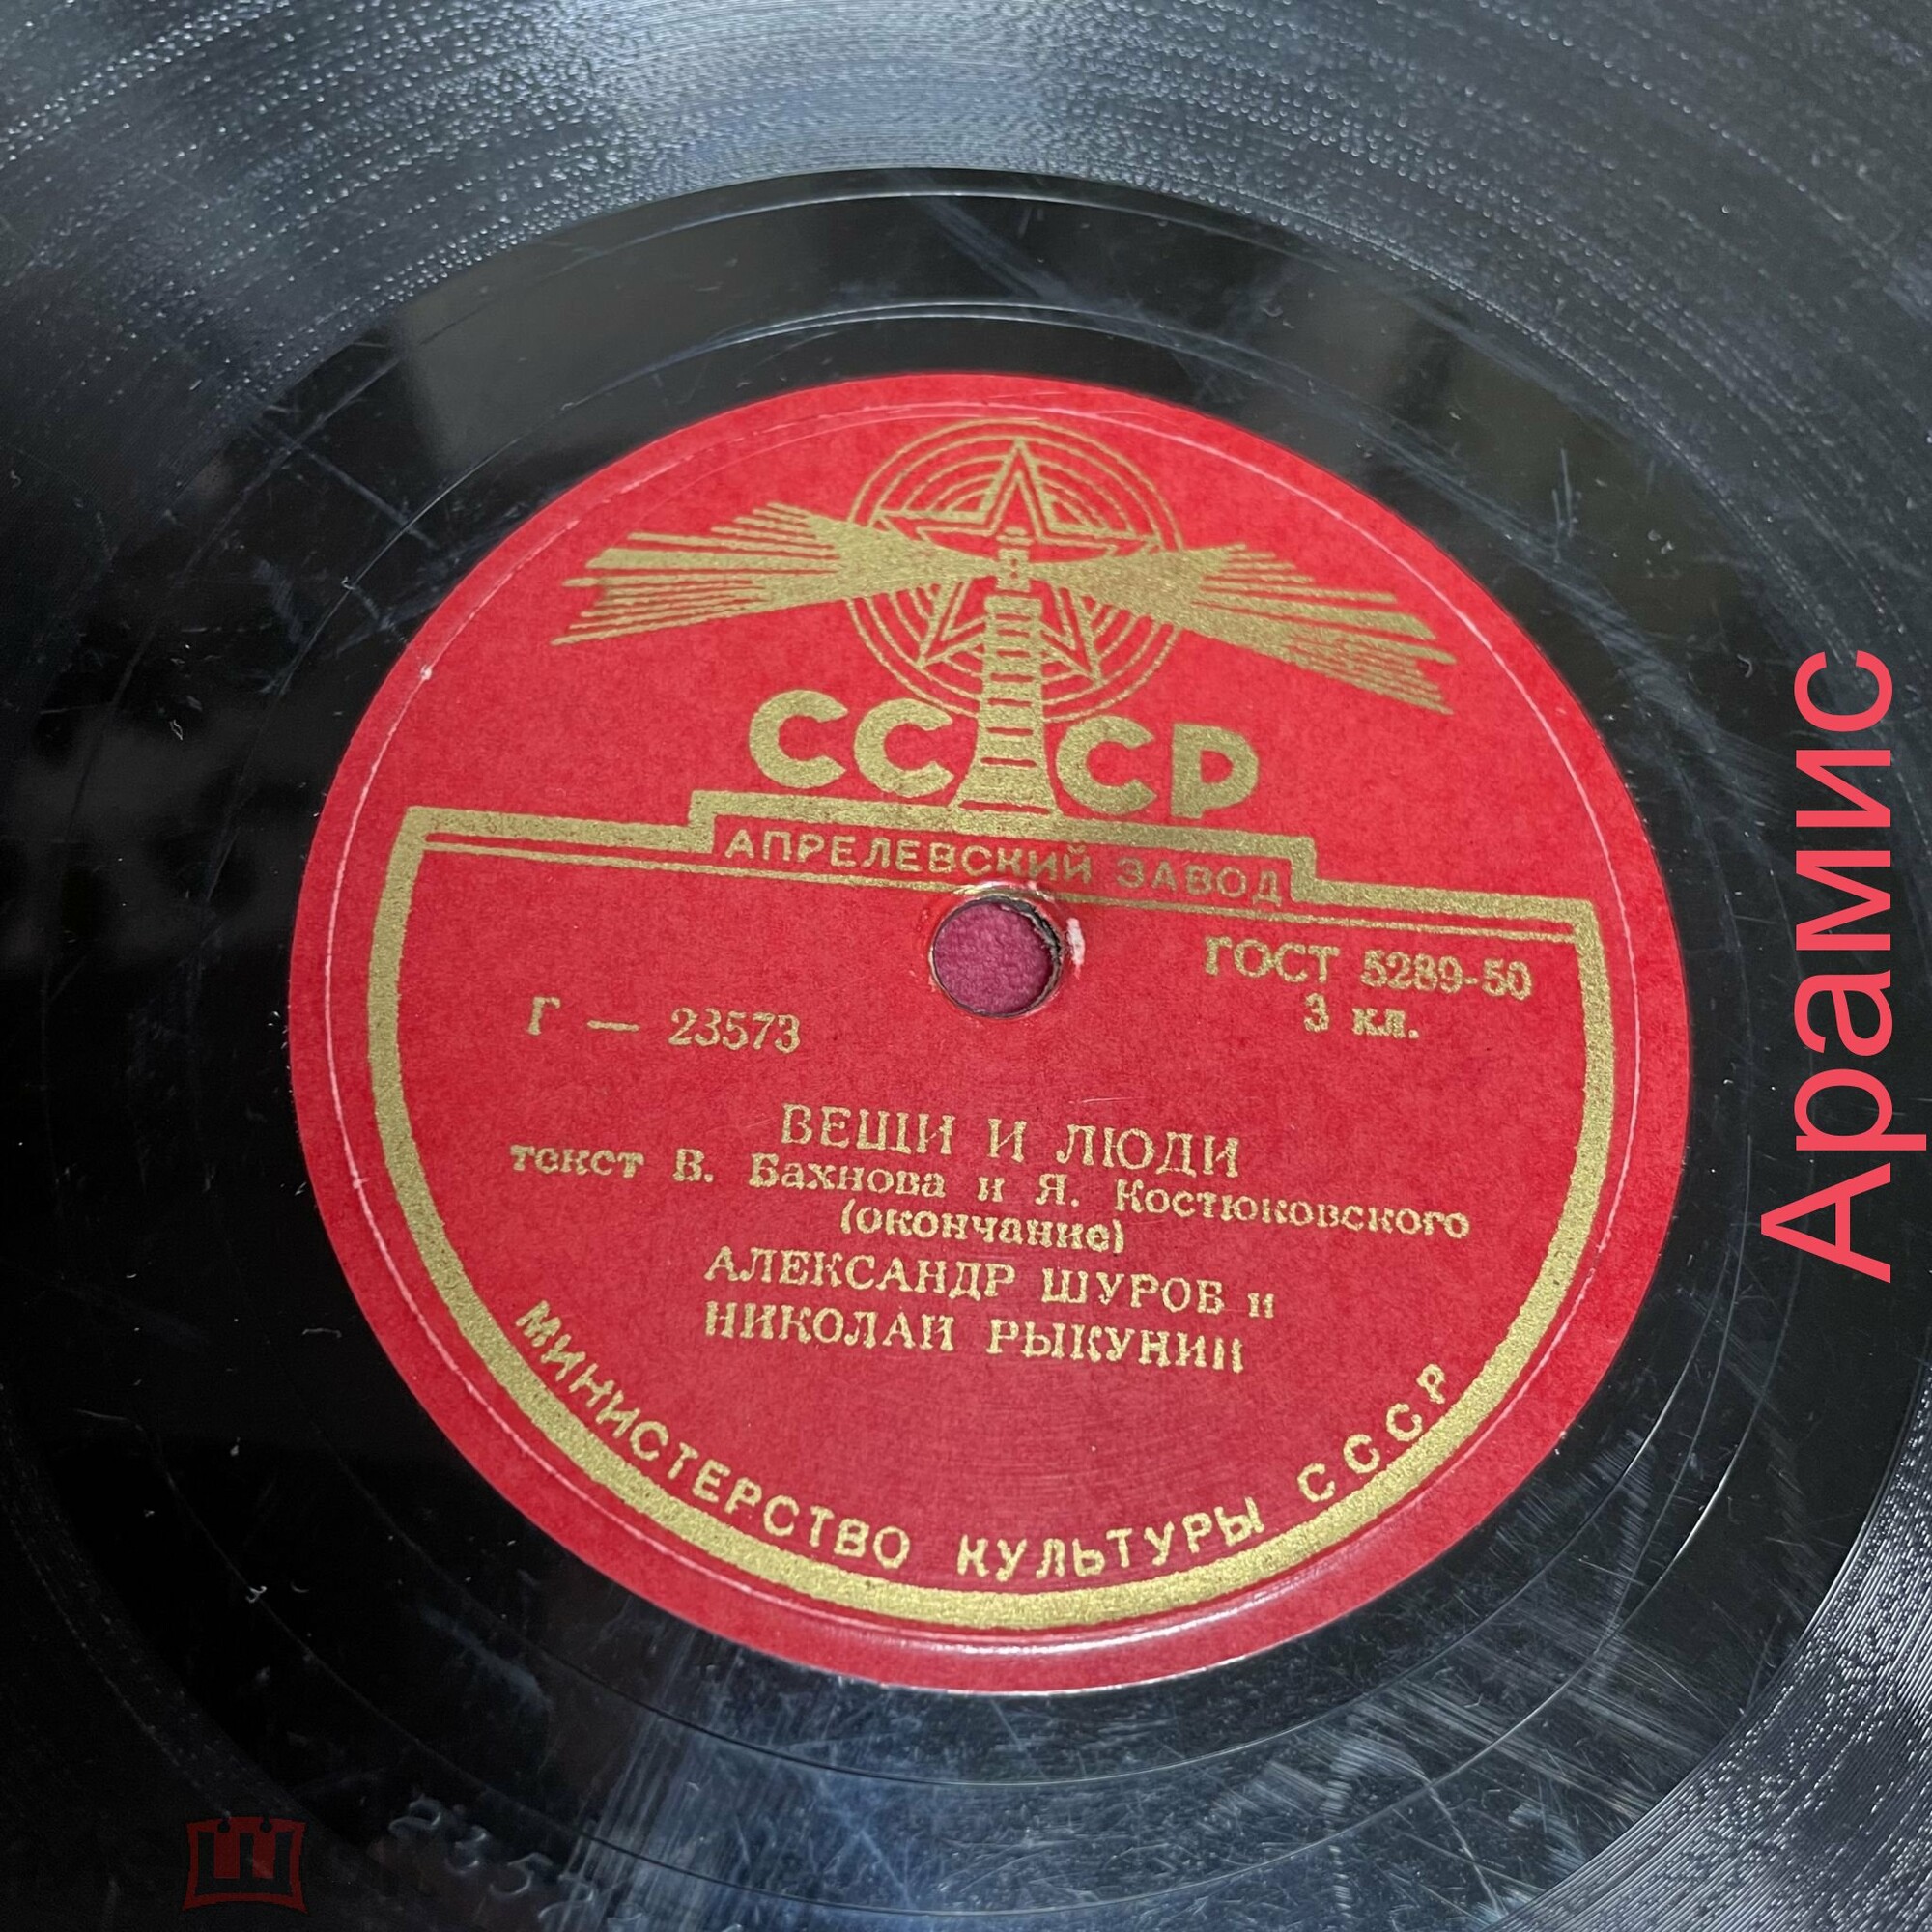 СССР
АПРЕЛЕВСКИЙ ЗАВОД
ГОСТ 5289-50
3 кл.
Г — 23573
ВЕЩИ И ЛЮДИ
текст В. Бахнова и Я. Костюковского
(окончание)
АЛЕКСАНДР ШУРОВ и
НИКОЛАЙ РЫКУНИН
МИНИСТЕРСТВО КУЛЬТУРЫ СССР
Арамис